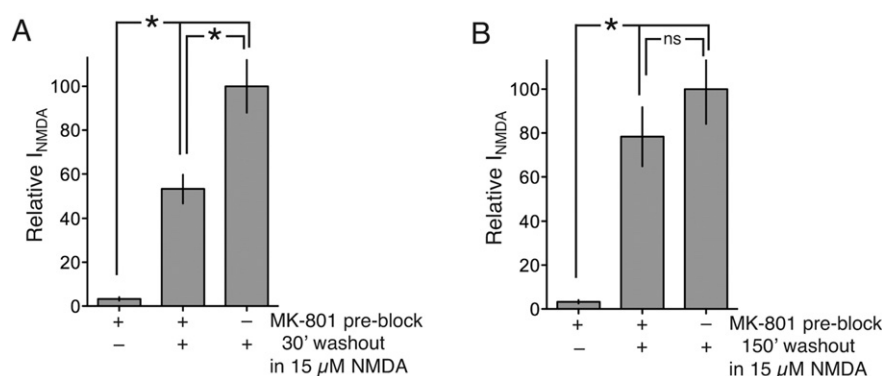 A
*
*
Relative I_NMDA
100
80
60
40
20
0
+ + − MK-801 pre-block
− + + 30' washout
in 15 µM NMDA
B
*
ns
Relative I_NMDA
100
80
60
40
20
0
+ + − MK-801 pre-block
− + + 150' washout
in 15 µM NMDA